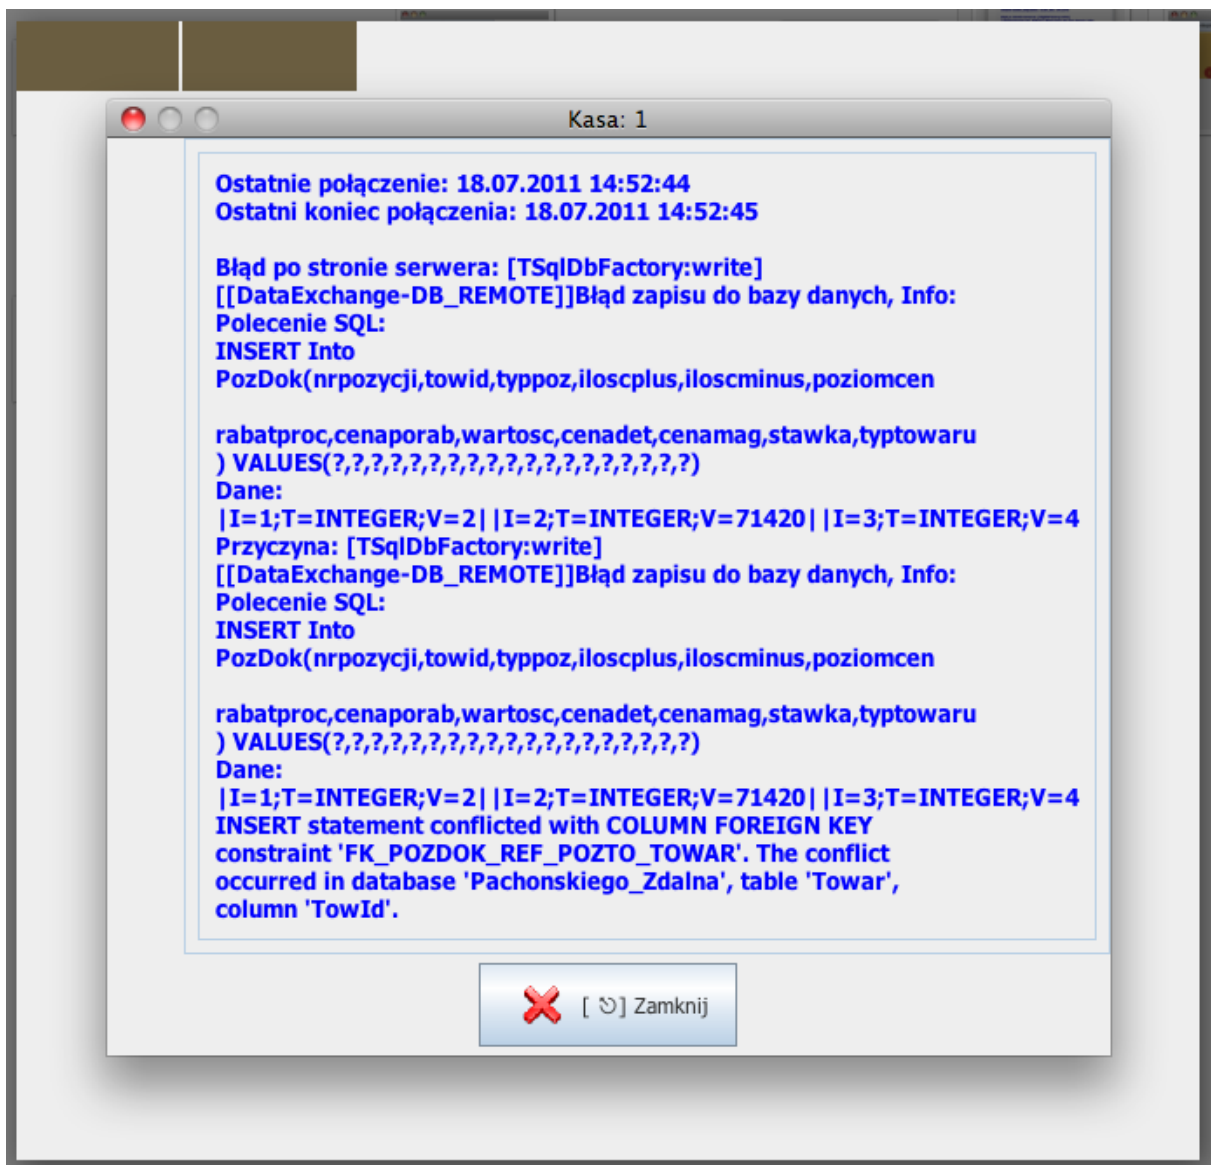 Kasa: 1
Ostatnie połączenie: 18.07.2011 14:52:44
Ostatni koniec połączenia: 18.07.2011 14:52:45
Błąd po stronie serwera: [TSqlDbFactory:write]
[[DataExchange-DB_REMOTE]]Błąd zapisu do bazy danych, Info:
Polecenie SQL:
INSERT Into
PozDok(nrpozycji,towid,typpoz,iloscplus,iloscminus,poziomcen
rabatproc,cenaporab,wartosc,cenadet,cenamag,stawka,typtowaru
) VALUES(?,?,?,?,?,?,?,?,?,?,?,?,?,?,?,?,?,?,?)
Dane:
|I=1;T=INTEGER;V=2||I=2;T=INTEGER;V=71420||I=3;T=INTEGER;V=4
Przyczyna: [TSqlDbFactory:write]
[[DataExchange-DB_REMOTE]]Błąd zapisu do bazy danych, Info:
Polecenie SQL:
INSERT Into
PozDok(nrpozycji,towid,typpoz,iloscplus,iloscminus,poziomcen
rabatproc,cenaporab,wartosc,cenadet,cenamag,stawka,typtowaru
) VALUES(?,?,?,?,?,?,?,?,?,?,?,?,?,?,?,?,?,?,?)
Dane:
|I=1;T=INTEGER;V=2||I=2;T=INTEGER;V=71420||I=3;T=INTEGER;V=4
INSERT statement conflicted with COLUMN FOREIGN KEY
constraint 'FK_POZDOK_REF_POZTO_TOWAR'. The conflict
occurred in database 'Pachonskiego_Zdalna', table 'Towar',
column 'TowId'.
[ ⎋] Zamknij